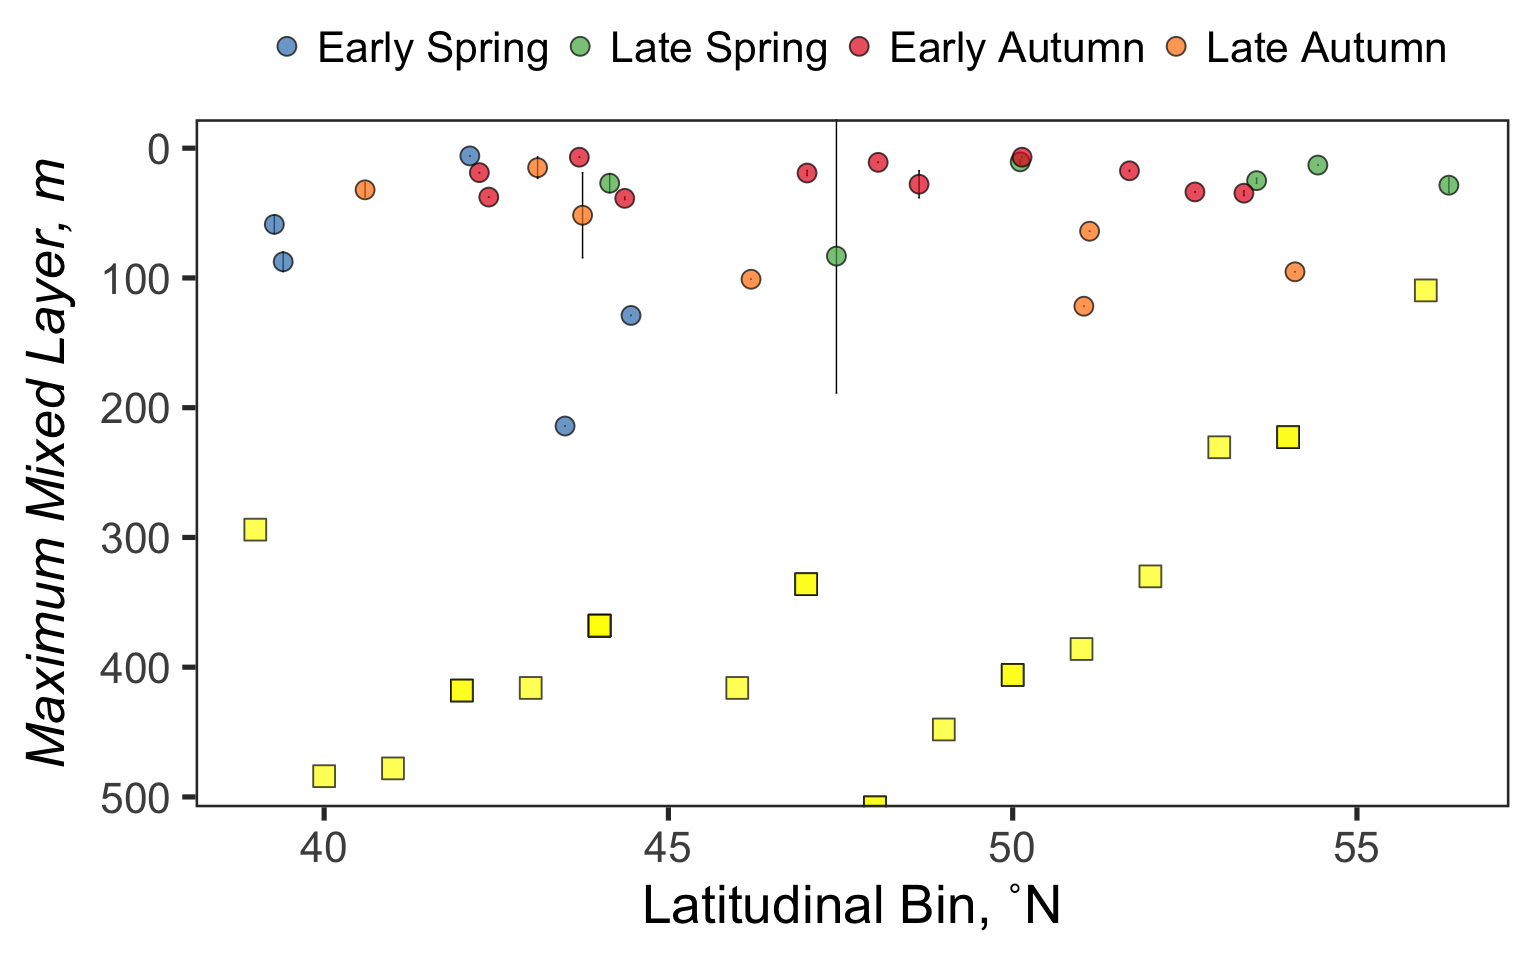 Early Spring Late Spring Early Autumn Late Autumn
Maximum Mixed Layer, m
0
100
200
300
400
500
40 45 50 55
Latitudinal Bin, °N